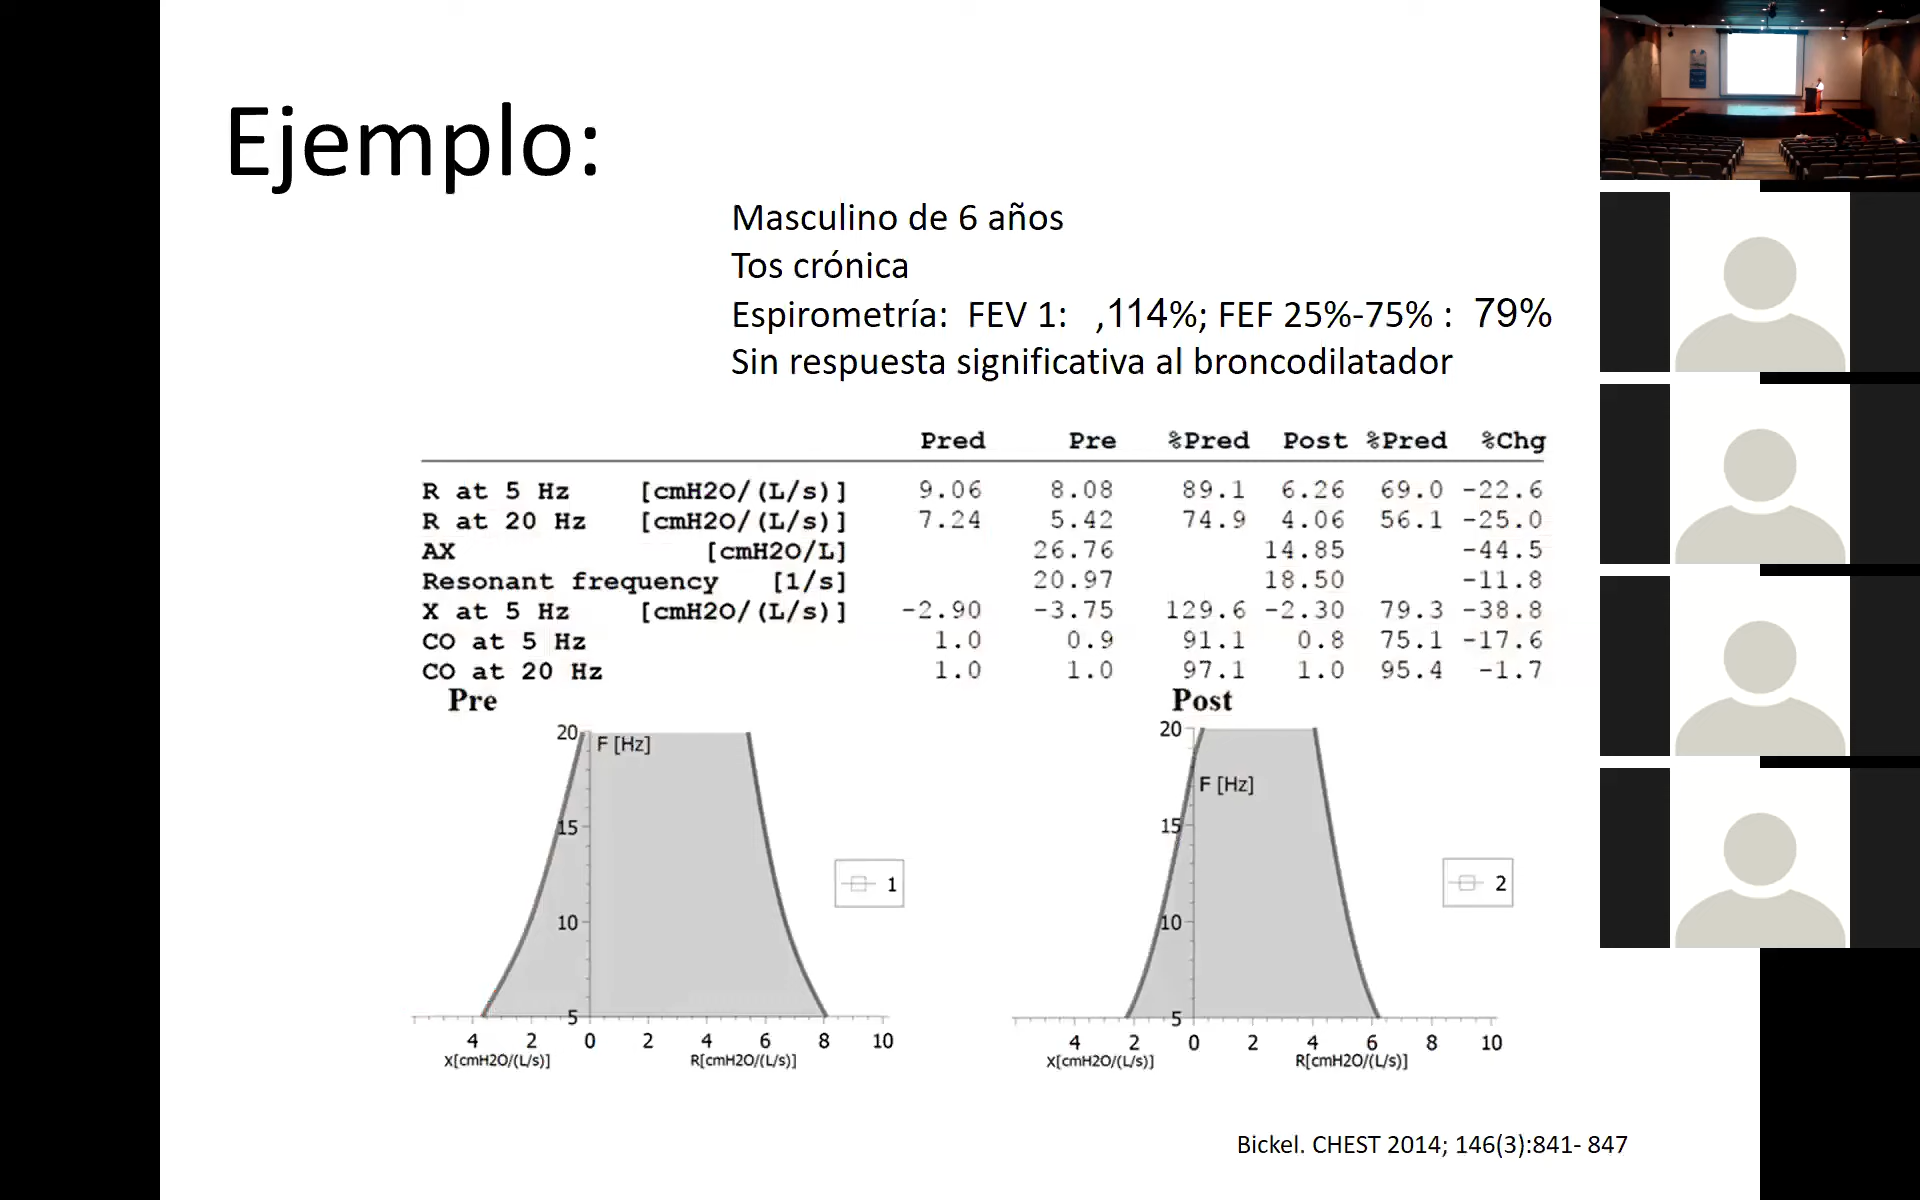 Ejemplo:
Masculino de 6 años
Tos crónica
Espirometría: FEV 1: ,114%; FEF 25%-75% : 79%
Sin respuesta significativa al broncodilatador
Pred Pre %Pred Post %Pred %Chg
R at 5 Hz [cmH2O/(L/s)] 9.06 8.08 89.1 6.26 69.0 -22.6
R at 20 Hz [cmH2O/(L/s)] 7.24 5.42 74.9 4.06 56.1 -25.0
AX [cmH2O/L] 26.76 14.85 -44.5
Resonant frequency [1/s] 20.97 18.50 -11.8
X at 5 Hz [cmH2O/(L/s)] -2.90 -3.75 129.6 -2.30 79.3 -38.8
CO at 5 Hz 1.0 0.9 91.1 0.8 75.1 -17.6
CO at 20 Hz 1.0 1.0 97.1 1.0 95.4 -1.7
Pre
20
F [Hz]
15
1
10
5
4 2 0 2 4 6 8 10
X[cmH2O/(L/s)] R[cmH2O/(L/s)]
Post
20
F [Hz]
15
2
10
5
4 2 0 2 4 6 8 10
X[cmH2O/(L/s)] R[cmH2O/(L/s)]
Bickel. CHEST 2014; 146(3):841- 847